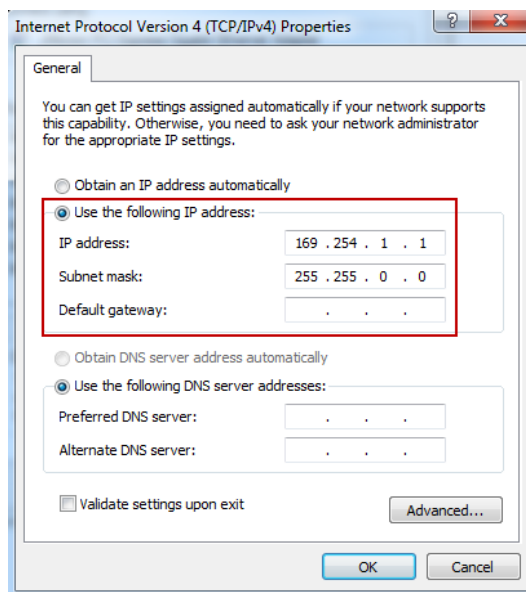 Internet Protocol Version 4 (TCP/IPv4) Properties
General
You can get IP settings assigned automatically if your network supports
this capability. Otherwise, you need to ask your network administrator
for the appropriate IP settings.
Obtain an IP address automatically
Use the following IP address:
IP address: 169 . 254 . 1 . 1
Subnet mask: 255 . 255 . 0 . 0
Default gateway: . . .
Obtain DNS server address automatically
Use the following DNS server addresses:
Preferred DNS server: . . .
Alternate DNS server: . . .
Validate settings upon exit
Advanced...
OK Cancel